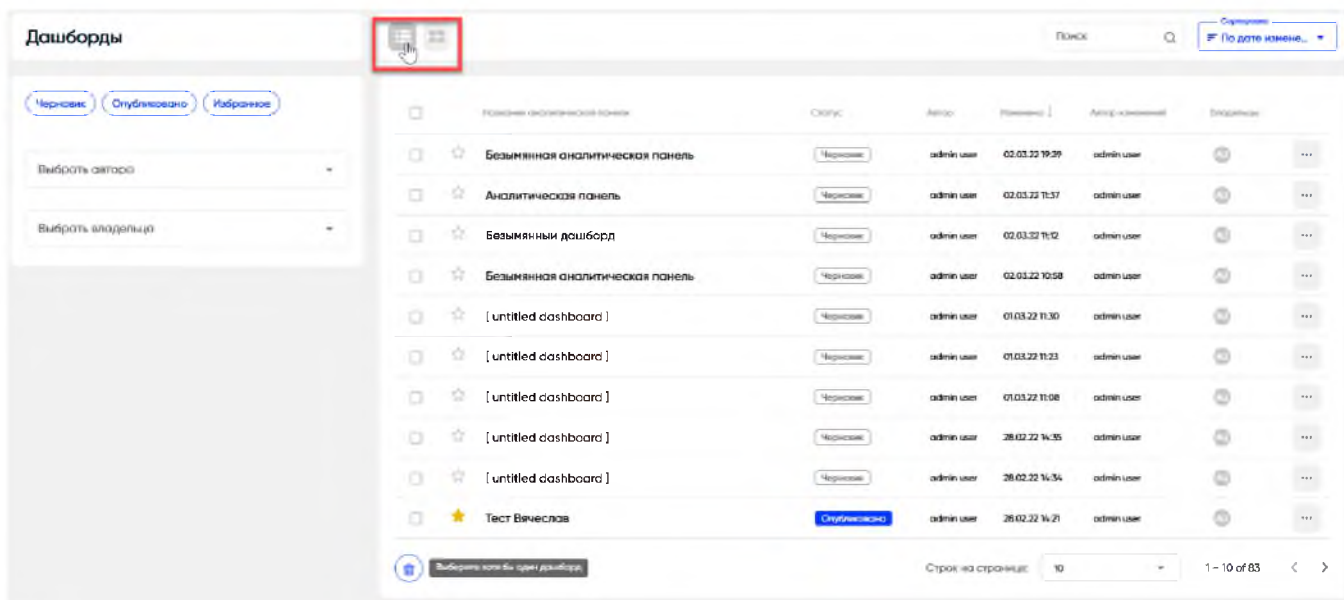 Дашборды
Поиск
Сортировка
По дате измене...
Черновик Опубликовано Избранное
Выбрать автора
Выбрать владельца
Название аналитической панели Статус Автор Изменено ↓ Автор изменений Владельцы
Безымянная аналитическая панель Черновик admin user 02.03.22 19:29 admin user ...
Аналитическая панель Черновик admin user 02.03.22 11:37 admin user ...
Безымянный дашборд Черновик admin user 02.03.22 11:12 admin user ...
Безымянная аналитическая панель Черновик admin user 02.03.22 10:58 admin user ...
[ untitled dashboard ] Черновик admin user 01.03.22 11:30 admin user ...
[ untitled dashboard ] Черновик admin user 01.03.22 11:23 admin user ...
[ untitled dashboard ] Черновик admin user 01.03.22 11:08 admin user ...
[ untitled dashboard ] Черновик admin user 28.02.22 14:35 admin user ...
[ untitled dashboard ] Черновик admin user 28.02.22 14:34 admin user ...
Тест Вячеслав Опубликовано admin user 28.02.22 14:21 admin user ...
Выберите хотя бы один дашборд Строк на странице: 10 1 – 10 of 83